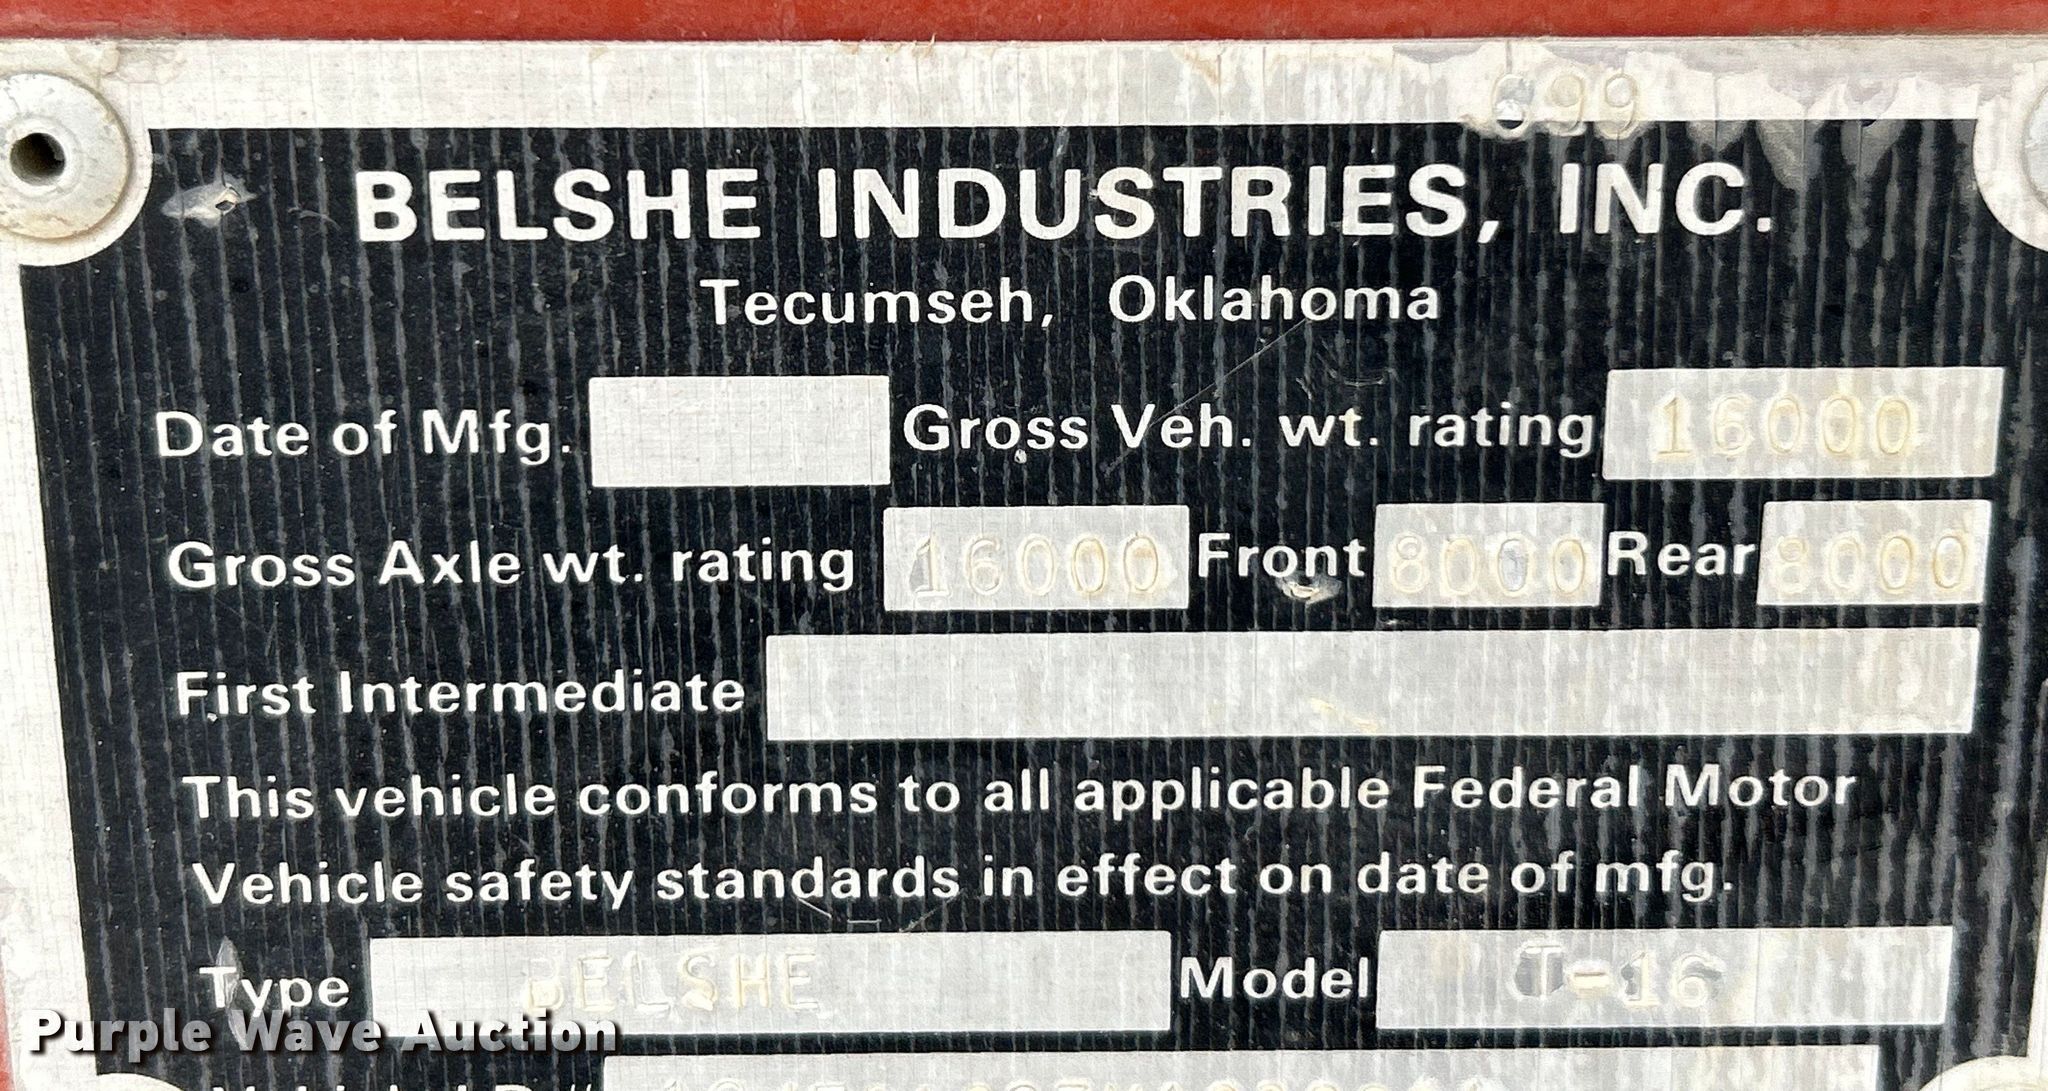 699
BELSHE INDUSTRIES, INC.
Tecumseh, Oklahoma
Date of Mfg. Gross Veh. wt. rating 16000
Gross Axle wt. rating 16000 Front 8000 Rear 8000
First Intermediate
This vehicle conforms to all applicable Federal Motor
Vehicle safety standards in effect on date of mfg.
Type BELSHE Model T-16
Purple Wave Auction